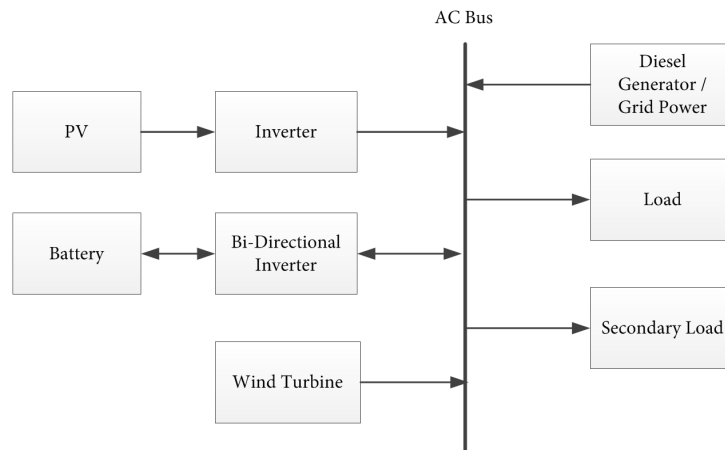 AC Bus
Diesel
Generator /
Grid Power
PV
Inverter
Load
Battery
Bi-Directional
Inverter
Secondary Load
Wind Turbine